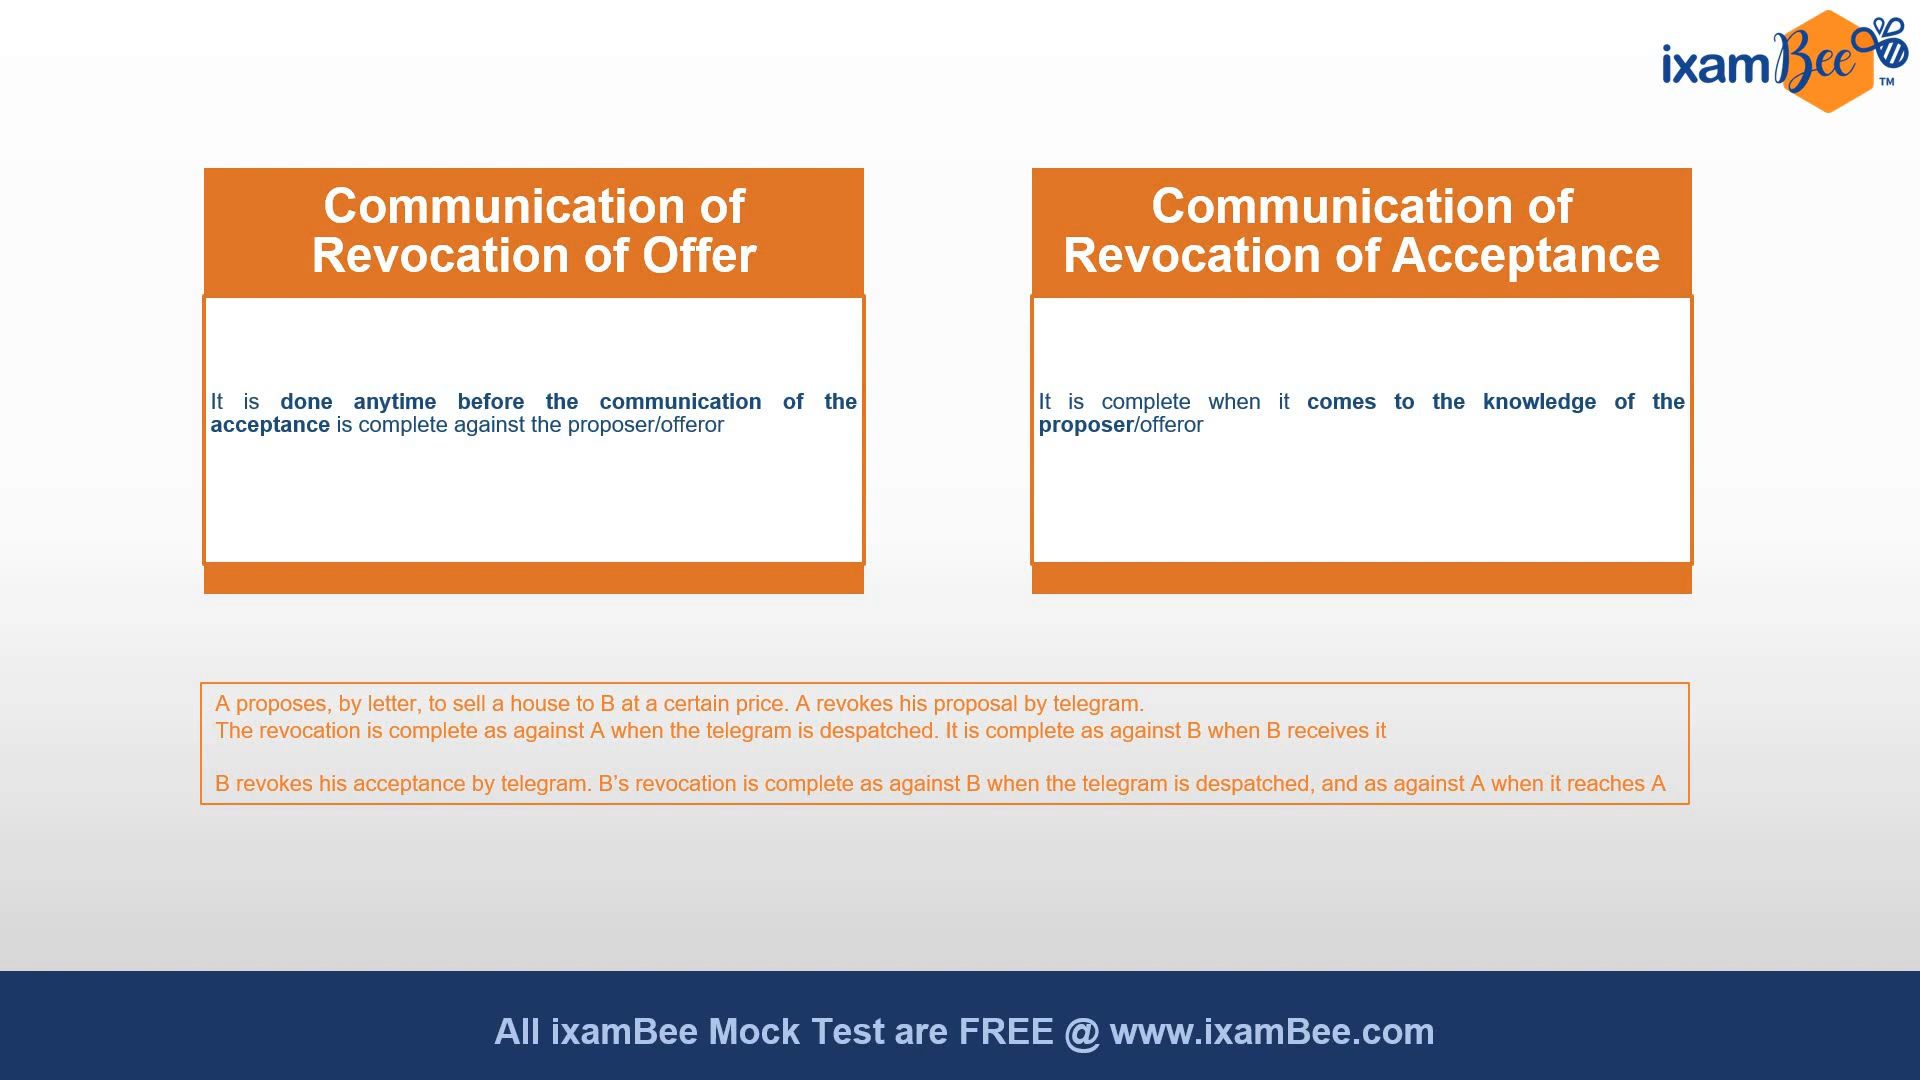 ixamBee™
Communication of
Revocation of Offer
It is done anytime before the communication of the
acceptance is complete against the proposer/offeror
Communication of
Revocation of Acceptance
It is complete when it comes to the knowledge of the
proposer/offeror
A proposes, by letter, to sell a house to B at a certain price. A revokes his proposal by telegram.
The revocation is complete as against A when the telegram is despatched. It is complete as against B when B receives it
B revokes his acceptance by telegram. B’s revocation is complete as against B when the telegram is despatched, and as against A when it reaches A
All ixamBee Mock Test are FREE @ www.ixamBee.com